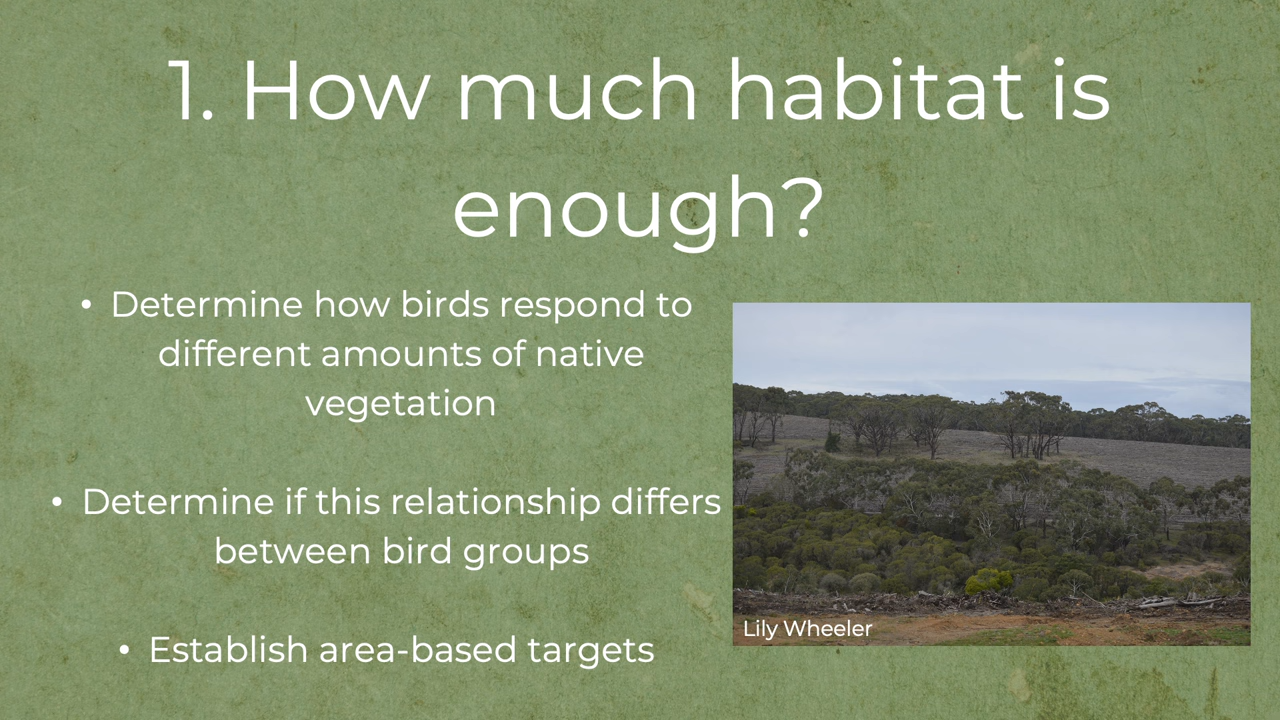 1. How much habitat is
enough?
• Determine how birds respond to
different amounts of native
vegetation
• Determine if this relationship differs
between bird groups
• Establish area-based targets
Lily Wheeler